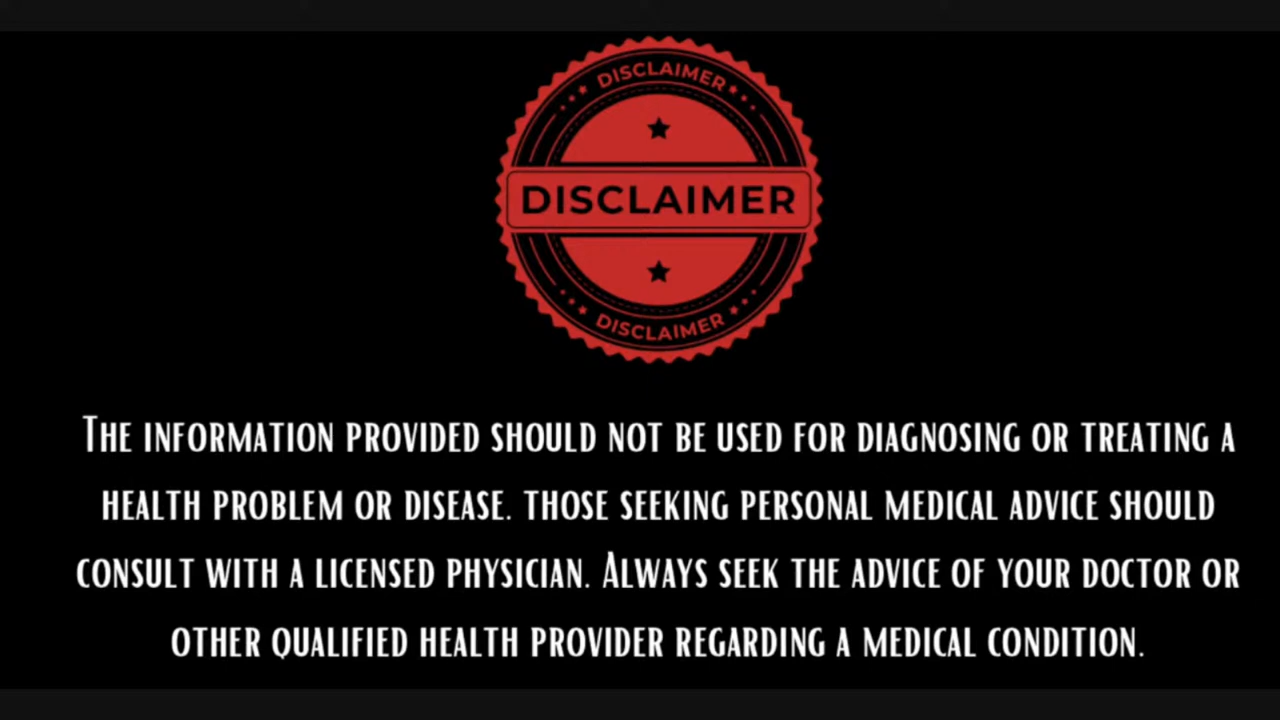 DISCLAIMER
DISCLAIMER
DISCLAIMER
The information provided should not be used for diagnosing or treating a
health problem or disease. those seeking personal medical advice should
consult with a licensed physician. Always seek the advice of your doctor or
other qualified health provider regarding a medical condition.